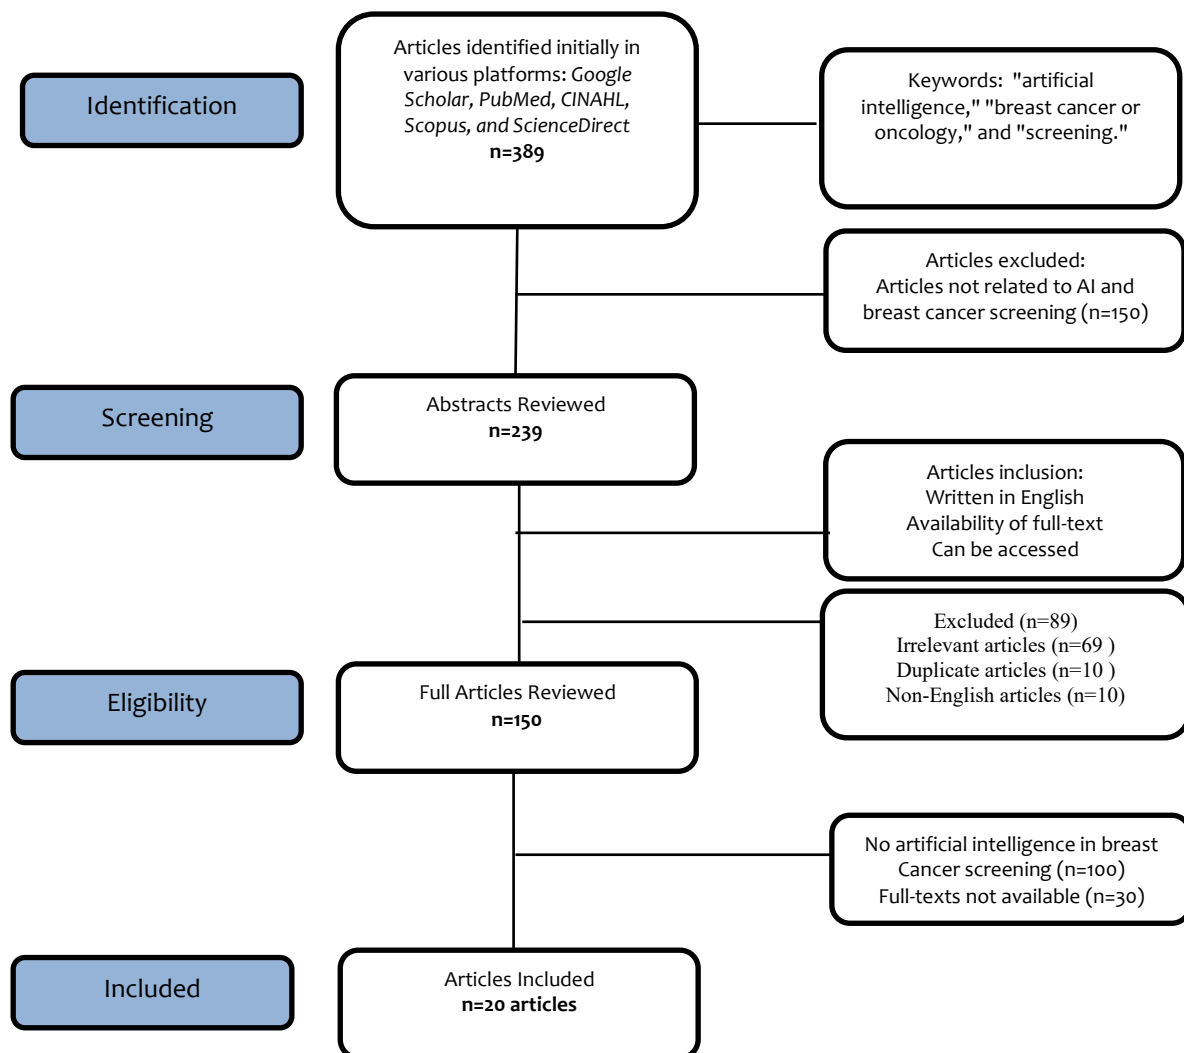 Identification
Articles identified initially in
various platforms: Google
Scholar, PubMed, CINAHL,
Scopus, and ScienceDirect
n=389
Keywords: "artificial
intelligence," "breast cancer or
oncology," and "screening."
Articles excluded:
Articles not related to AI and
breast cancer screening (n=150)
Screening
Abstracts Reviewed
n=239
Articles inclusion:
Written in English
Availability of full-text
Can be accessed
Excluded (n=89)
Irrelevant articles (n=69 )
Duplicate articles (n=10 )
Non-English articles (n=10)
Eligibility
Full Articles Reviewed
n=150
No artificial intelligence in breast
Cancer screening (n=100)
Full-texts not available (n=30)
Included
Articles Included
n=20 articles